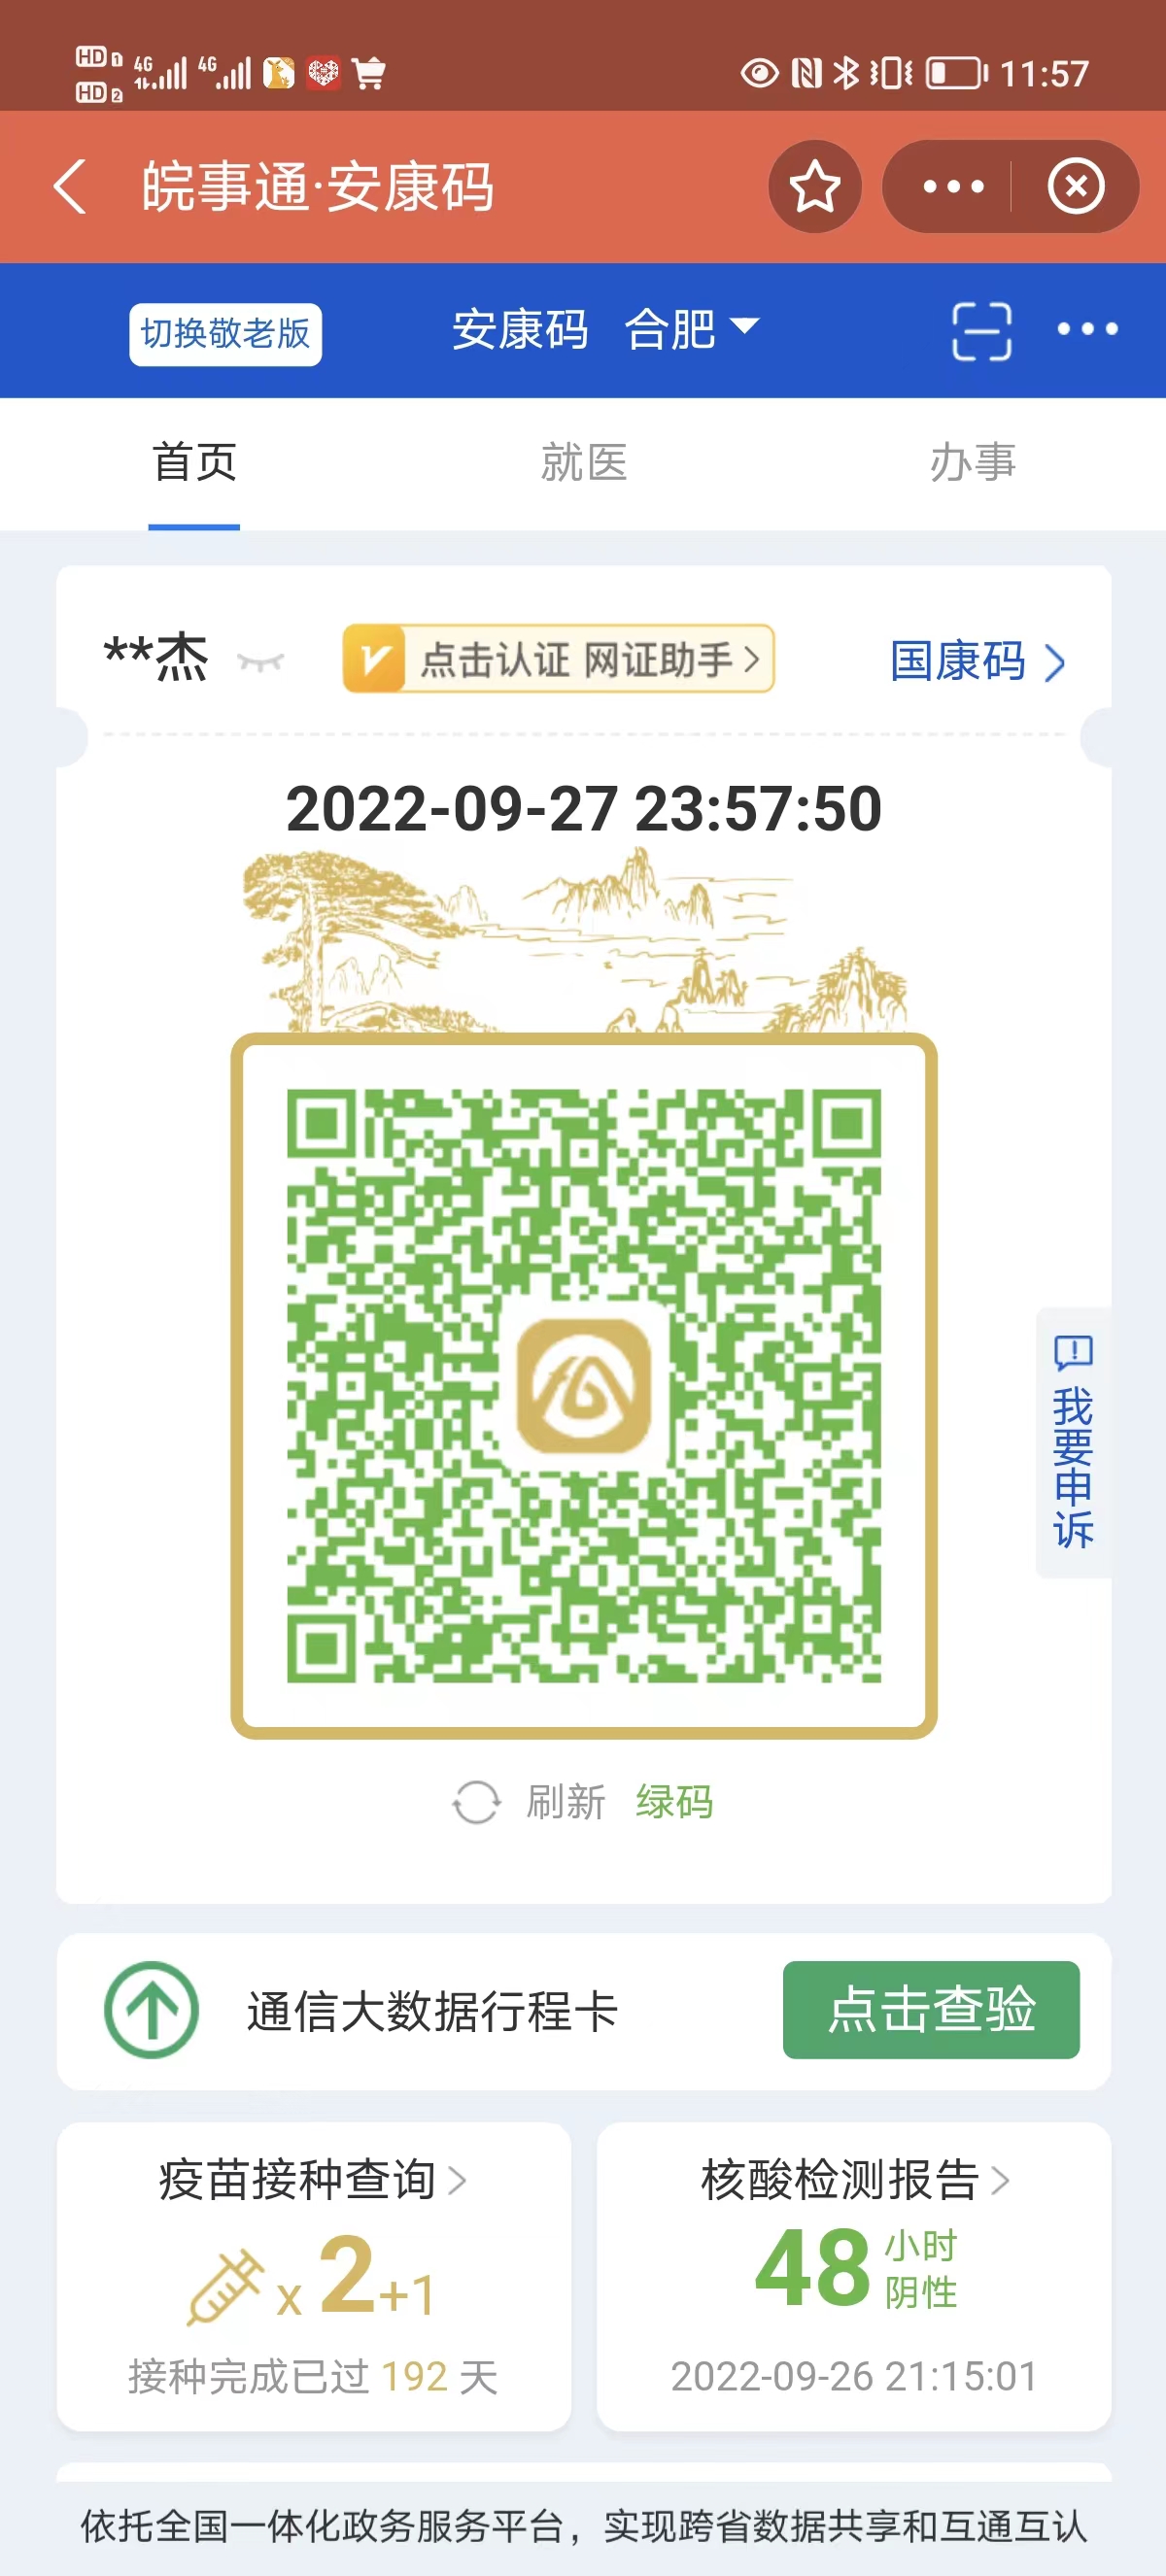 HD 1 4G 4G 11:57
HD 2
皖事通·安康码
切换敬老版 安康码 合肥
首页 就医 办事
**杰 点击认证 网证助手 国康码
2022-09-27 23:57:50
我要申诉
刷新 绿码
通信大数据行程卡 点击查验
疫苗接种查询
x 2+1
接种完成已过 192 天
核酸检测报告
48 小时
阴性
2022-09-26 21:15:01
依托全国一体化政务服务平台，实现跨省数据共享和互通互认